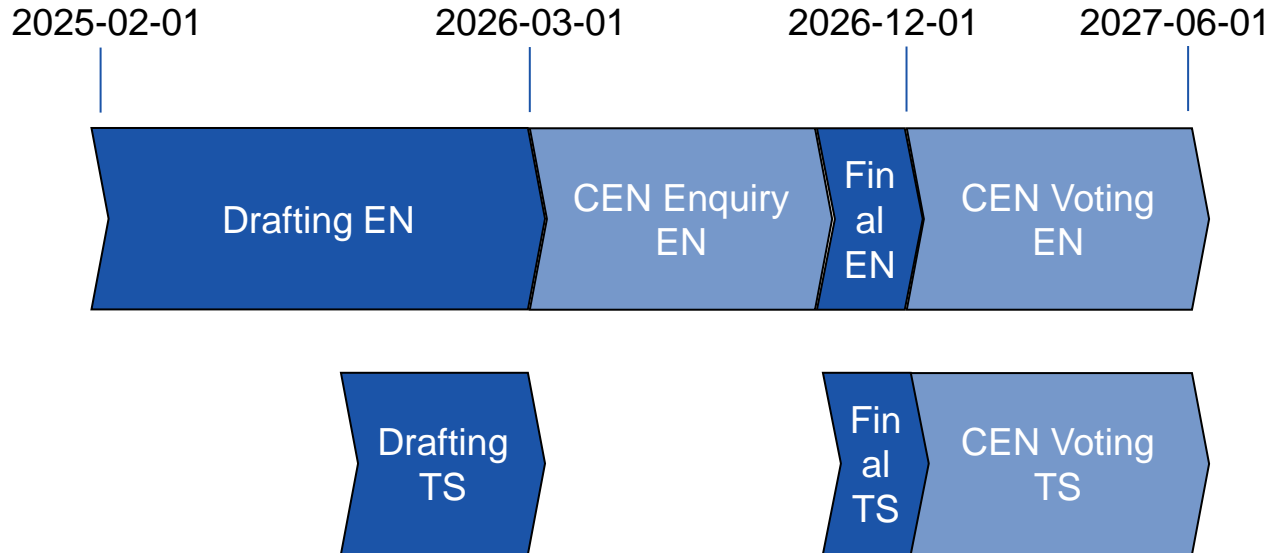 2025-02-01 2026-03-01 2026-12-01 2027-06-01
Drafting EN
CEN Enquiry
EN
Fin
al
EN
CEN Voting
EN
Drafting
TS
Fin
al
TS
CEN Voting
TS